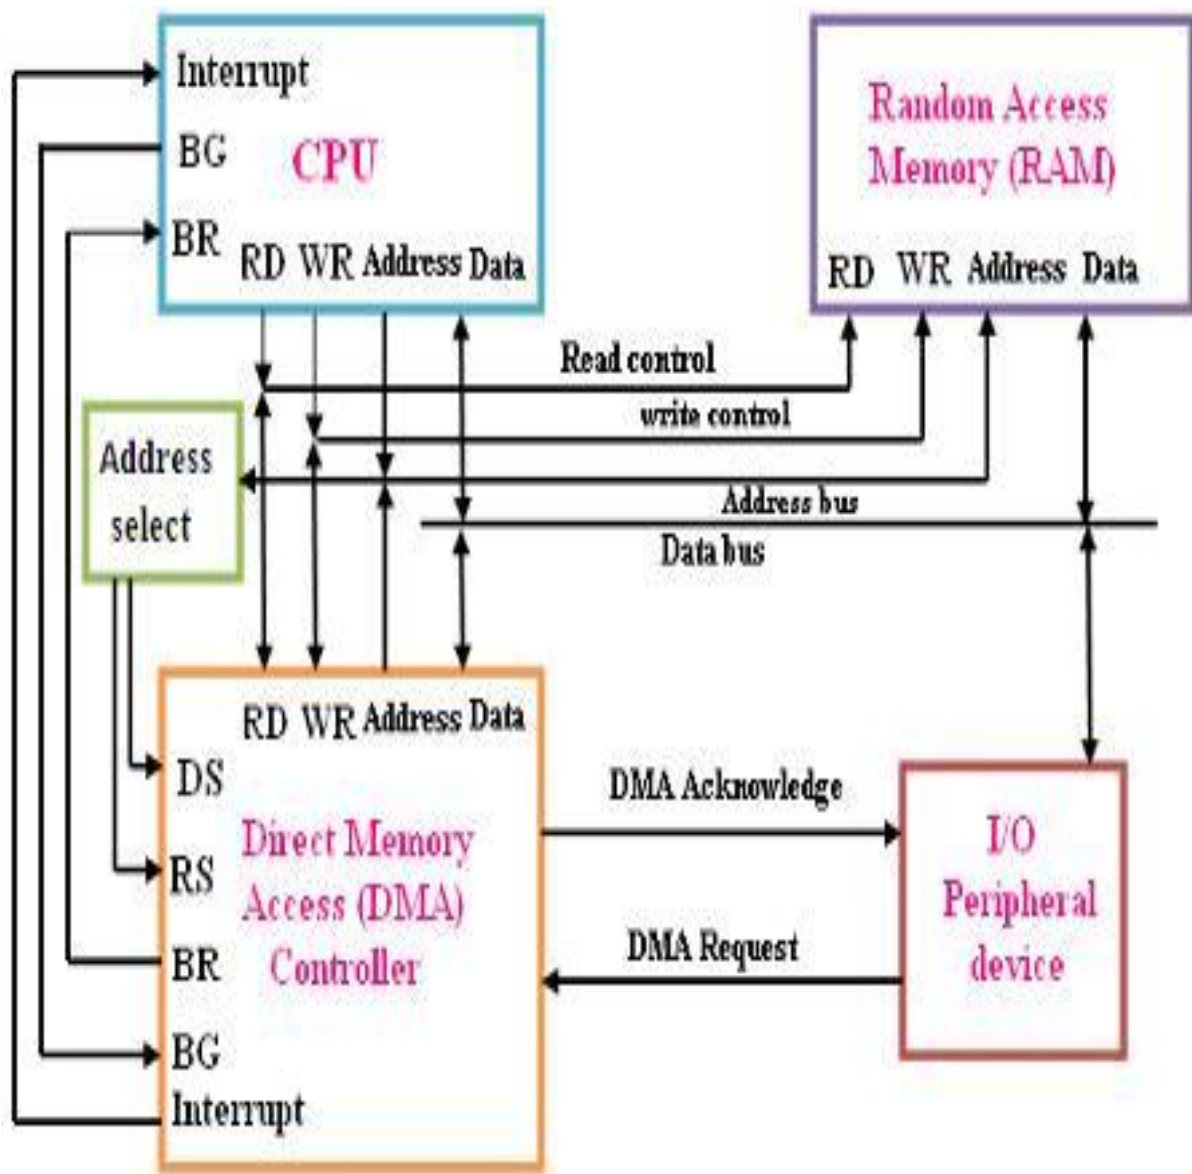 Interrupt
BG
CPU
BR
RD WR Address Data
Random Access
Memory (RAM)
RD WR Address Data
Read control
write control
Address
select
Address bus
Data bus
RD WR Address Data
DS
Direct Memory
Access (DMA)
Controller
RS
BR
BG
Interrupt
DMA Acknowledge
DMA Request
I/O
Peripheral
device